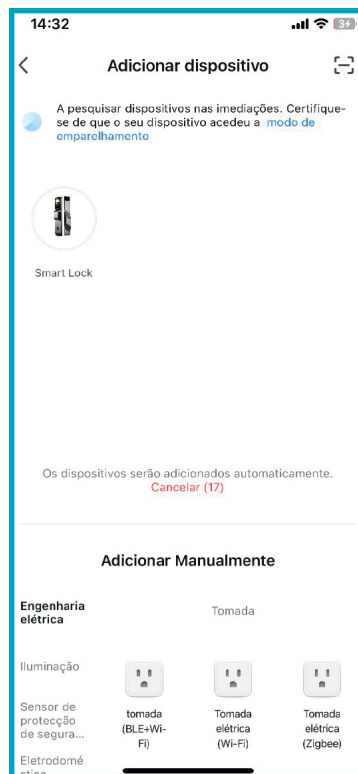 14:32
3
Adicionar dispositivo
A pesquisar dispositivos nas imediações. Certifique-
se de que o seu dispositivo acedeu a modo de
emparelhamento
Smart Lock
Os dispositivos serão adicionados automaticamente.
Cancelar (17)
Adicionar Manualmente
Engenharia
elétrica
Tomada
Iluminação
Sensor de
protecção
de segura...
Eletrodomé
stico
tomada
(BLE+Wi-
Fi)
Tomada
elétrica
(Wi-Fi)
Tomada
elétrica
(Zigbee)